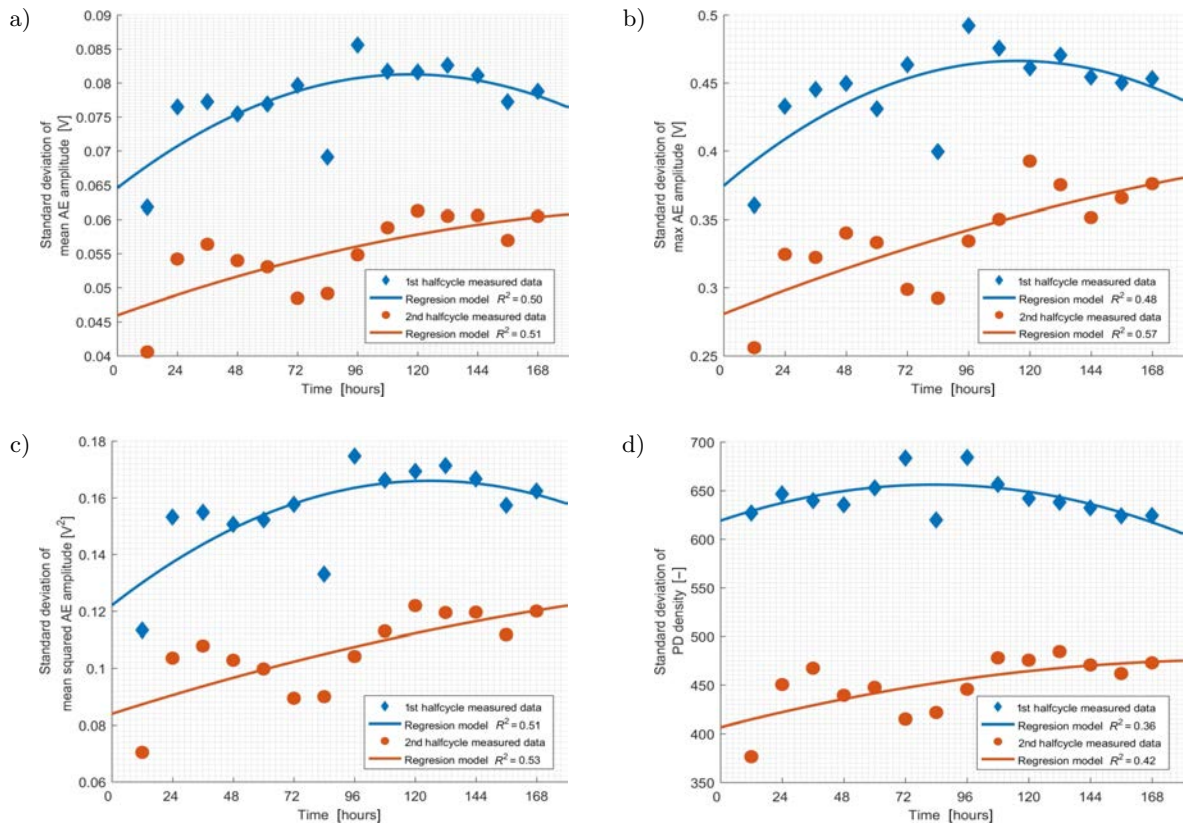 a)
Standard deviation of
mean AE amplitude [V]
0.09
0.085
0.08
0.075
0.07
0.065
0.06
0.055
0.05
0.045
0.04
1st halfcycle measured data
Regresion model R² = 0.50
2nd halfcycle measured data
Regresion model R² = 0.51
0 24 48 72 96 120 144 168
Time [hours]
b)
Standard deviation of
max AE amplitude [V]
0.5
0.45
0.4
0.35
0.3
0.25
1st halfcycle measured data
Regresion model R² = 0.48
2nd halfcycle measured data
Regresion model R² = 0.57
0 24 48 72 96 120 144 168
Time [hours]
c)
Standard deviation of
mean squared AE amplitude [V²]
0.18
0.16
0.14
0.12
0.1
0.08
0.06
1st halfcycle measured data
Regresion model R² = 0.51
2nd halfcycle measured data
Regresion model R² = 0.53
0 24 48 72 96 120 144 168
Time [hours]
d)
Standard deviation of
PD density [−]
700
650
600
550
500
450
400
350
1st halfcycle measured data
Regresion model R² = 0.36
2nd halfcycle measured data
Regresion model R² = 0.42
0 24 48 72 96 120 144 168
Time [hours]